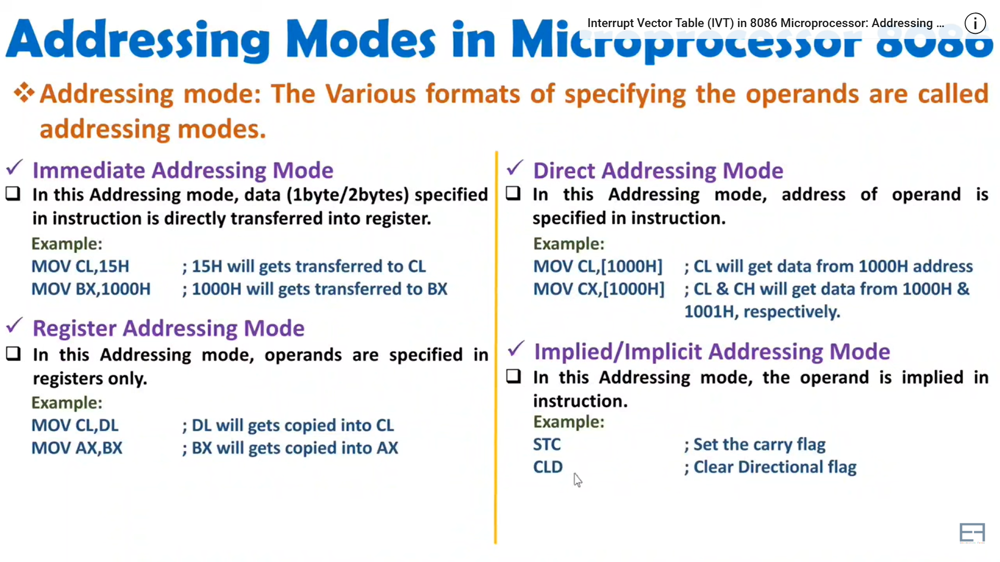 Interrupt Vector Table (IVT) in 8086 Microprocessor: Addressing ...
Addressing Modes in Microprocessor 8086
Addressing mode: The Various formats of specifying the operands are called
addressing modes.
Immediate Addressing Mode
In this Addressing mode, data (1byte/2bytes) specified
in instruction is directly transferred into register.
Example:
MOV CL,15H ; 15H will gets transferred to CL
MOV BX,1000H ; 1000H will gets transferred to BX
Register Addressing Mode
In this Addressing mode, operands are specified in
registers only.
Example:
MOV CL,DL ; DL will gets copied into CL
MOV AX,BX ; BX will gets copied into AX
Direct Addressing Mode
In this Addressing mode, address of operand is
specified in instruction.
Example:
MOV CL,[1000H] ; CL will get data from 1000H address
MOV CX,[1000H] ; CL & CH will get data from 1000H &
1001H, respectively.
Implied/Implicit Addressing Mode
In this Addressing mode, the operand is implied in
instruction.
Example:
STC ; Set the carry flag
CLD ; Clear Directional flag
EF